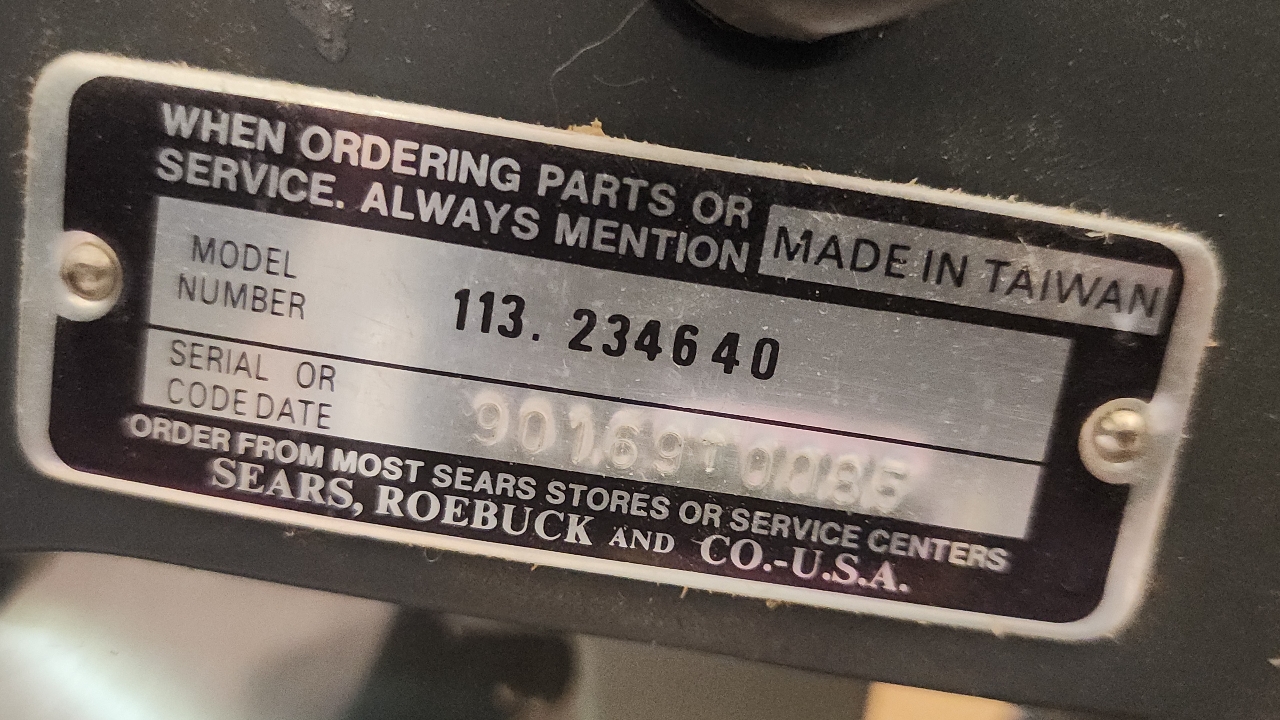 WHEN ORDERING PARTS OR
SERVICE. ALWAYS MENTION
MADE IN TAIWAN
MODEL
NUMBER
113. 234640
SERIAL OR
CODE DATE
ORDER FROM MOST SEARS STORES OR SERVICE CENTERS
SEARS, ROEBUCK AND CO.-U.S.A.